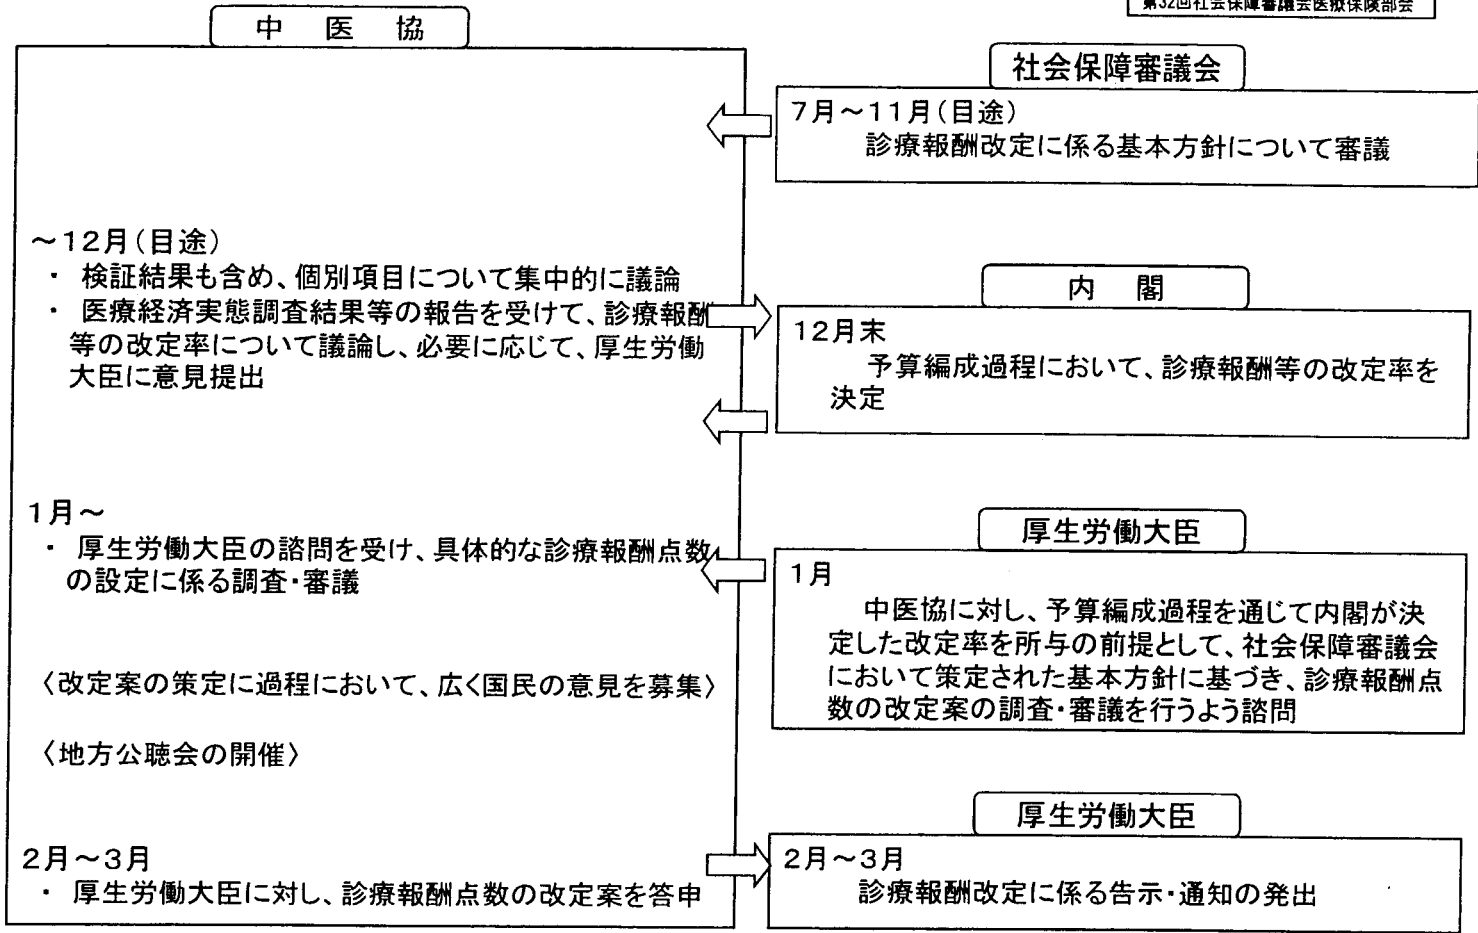 第32回社会保障審議会医療保険部会
中　医　協
社会保障審議会
7月～11月(目途)
診療報酬改定に係る基本方針について審議
～12月(目途)
・ 検証結果も含め、個別項目について集中的に議論
・ 医療経済実態調査結果等の報告を受けて、診療報酬
等の改定率について議論し、必要に応じて、厚生労働
大臣に意見提出
内　閣
12月末
予算編成過程において、診療報酬等の改定率を
決定
1月～
・ 厚生労働大臣の諮問を受け、具体的な診療報酬点数
の設定に係る調査・審議
〈改定案の策定に過程において、広く国民の意見を募集〉
〈地方公聴会の開催〉
厚生労働大臣
1月
中医協に対し、予算編成過程を通じて内閣が決
定した改定率を所与の前提として、社会保障審議会
において策定された基本方針に基づき、診療報酬点
数の改定案の調査・審議を行うよう諮問
2月～3月
・ 厚生労働大臣に対し、診療報酬点数の改定案を答申
厚生労働大臣
2月～3月
診療報酬改定に係る告示・通知の発出